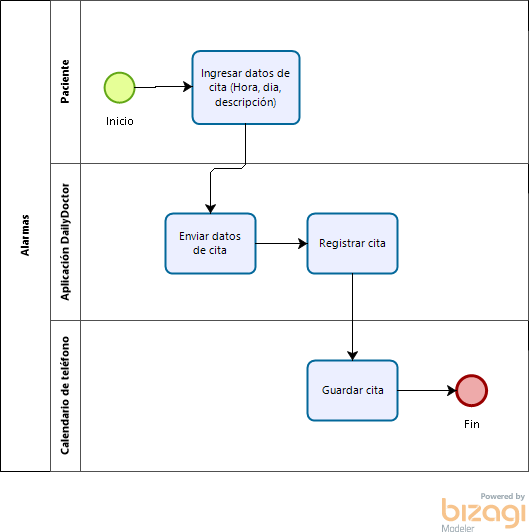 Alarmas
Paciente
Inicio
Ingresar datos de
cita (Hora, dia,
descripción)
Aplicación DailyDoctor
Enviar datos
de cita
Registrar cita
Calendario de teléfono
Guardar cita
Fin
Powered by
bizagi
Modeler